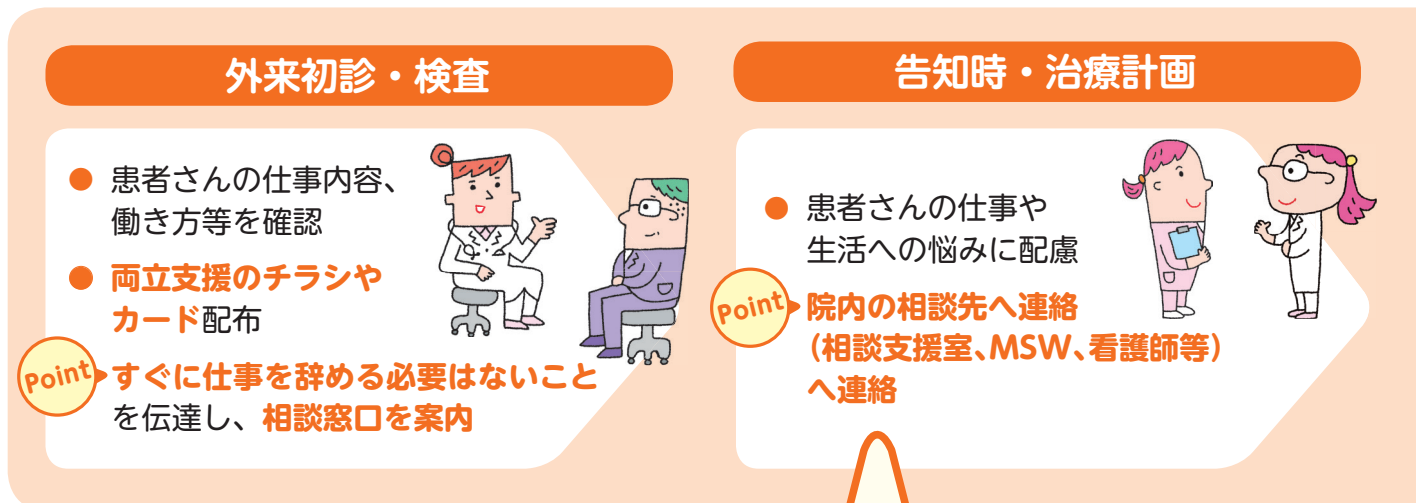 外来初診・検査
● 患者さんの仕事内容、
働き方等を確認
● 両立支援のチラシや
カード配布
Point すぐに仕事を辞める必要はないこと
を伝達し、相談窓口を案内
告知時・治療計画
● 患者さんの仕事や
生活への悩みに配慮
Point 院内の相談先へ連絡
（相談支援室、MSW、看護師等）
へ連絡